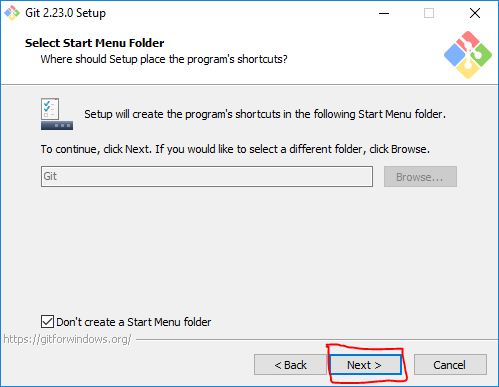 Git 2.23.0 Setup
Select Start Menu Folder
Where should Setup place the program's shortcuts?
Setup will create the program's shortcuts in the following Start Menu folder.
To continue, click Next. If you would like to select a different folder, click Browse.
Git
Browse...
Don't create a Start Menu folder
https://gitforwindows.org/
< Back
Next >
Cancel